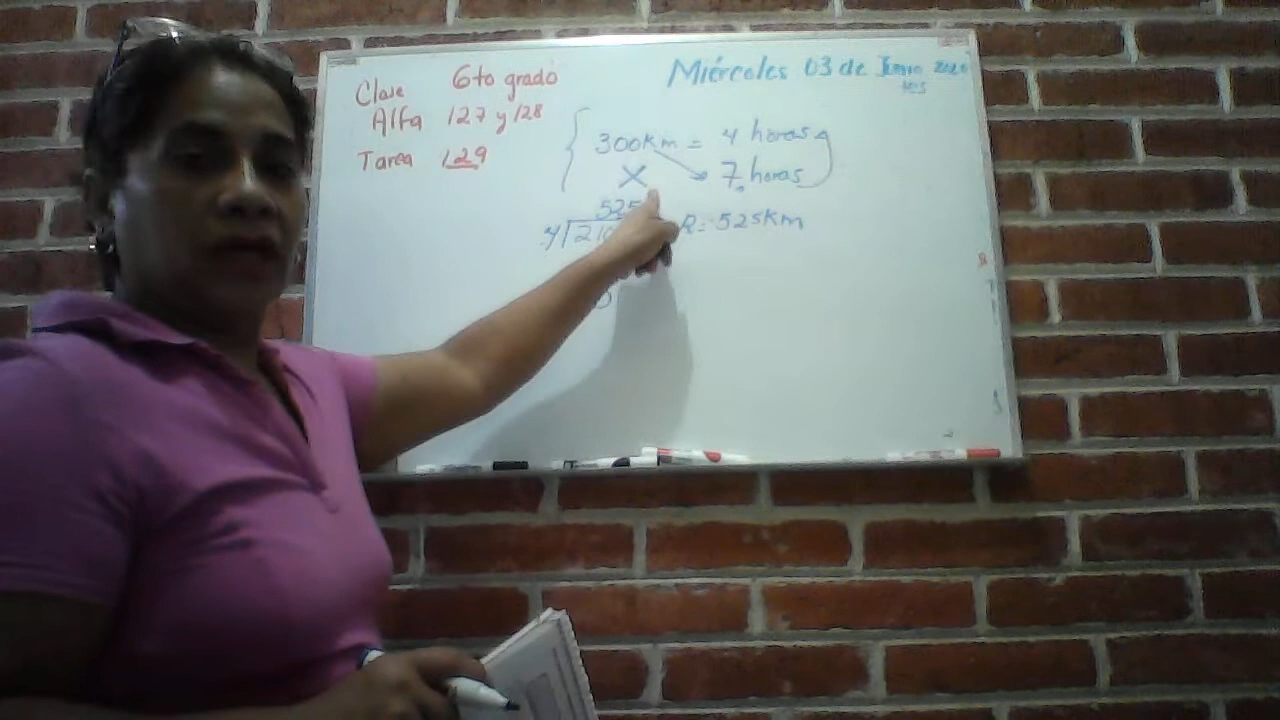 Clase 6to grado
Alfa 127 y 128
Tarea 129
Miércoles 03 de Junio 2020
300km = 4 horas
X 7 horas
525
4 210
R = 525km